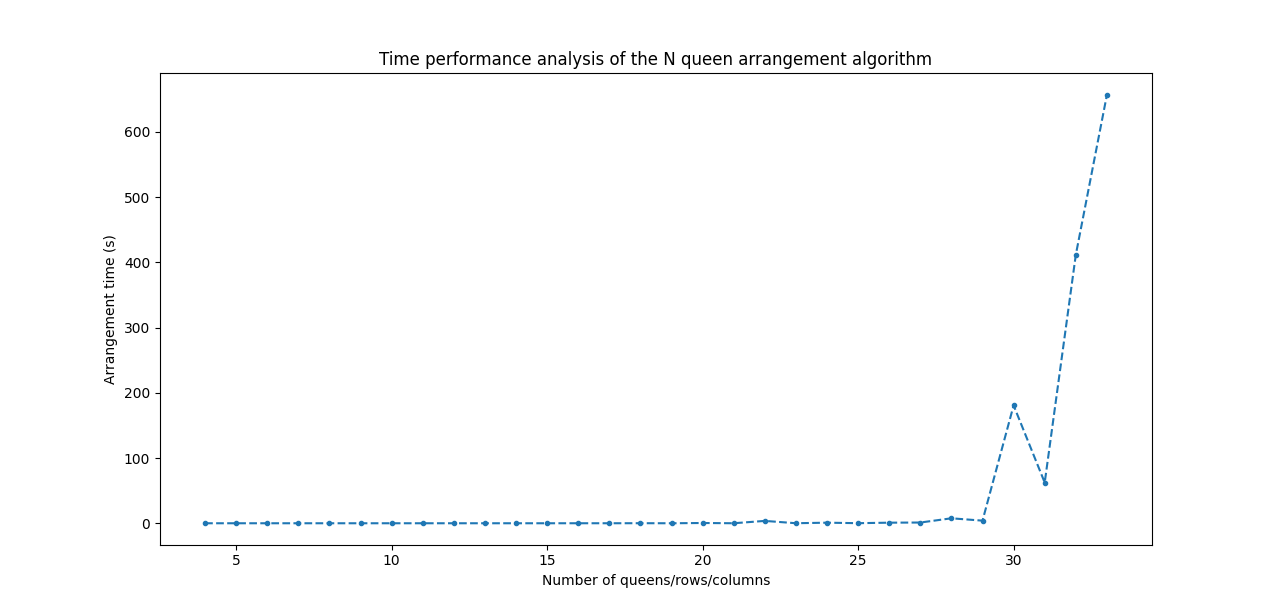 Time performance analysis of the N queen arrangement algorithm
600
500
400
300
200
100
0
Arrangement time (s)
5 10 15 20 25 30
Number of queens/rows/columns